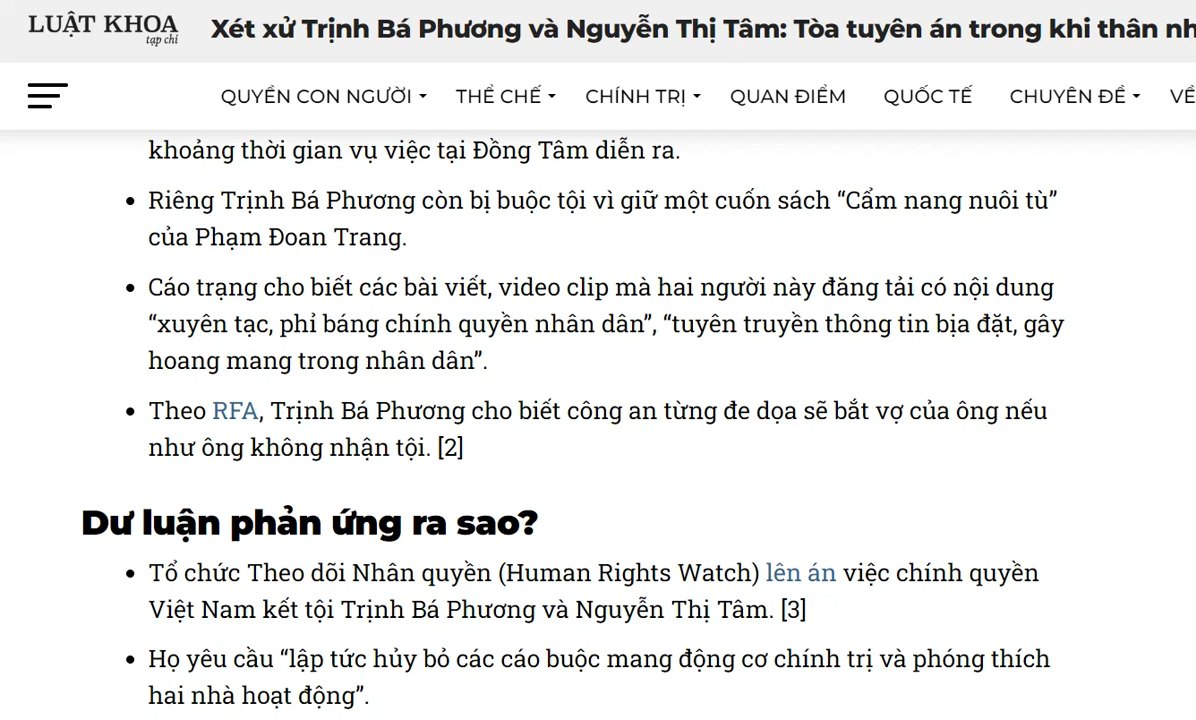 LUẬT KHOA
tạp chí
Xét xử Trịnh Bá Phương và Nguyễn Thị Tâm: Tòa tuyên án trong khi thân nh
QUYỀN CON NGƯỜI
THỂ CHẾ
CHÍNH TRỊ
QUAN ĐIỂM
QUỐC TẾ
CHUYÊN ĐỀ
VỀ
khoảng thời gian vụ việc tại Đồng Tâm diễn ra.
• Riêng Trịnh Bá Phương còn bị buộc tội vì giữ một cuốn sách “Cẩm nang nuôi tù”
của Phạm Đoan Trang.
• Cáo trạng cho biết các bài viết, video clip mà hai người này đăng tải có nội dung
“xuyên tạc, phỉ báng chính quyền nhân dân”, “tuyên truyền thông tin bịa đặt, gây
hoang mang trong nhân dân”.
• Theo RFA, Trịnh Bá Phương cho biết công an từng đe dọa sẽ bắt vợ của ông nếu
như ông không nhận tội. [2]
Dư luận phản ứng ra sao?
• Tổ chức Theo dõi Nhân quyền (Human Rights Watch) lên án việc chính quyền
Việt Nam kết tội Trịnh Bá Phương và Nguyễn Thị Tâm. [3]
• Họ yêu cầu “lập tức hủy bỏ các cáo buộc mang động cơ chính trị và phóng thích
hai nhà hoạt động”.